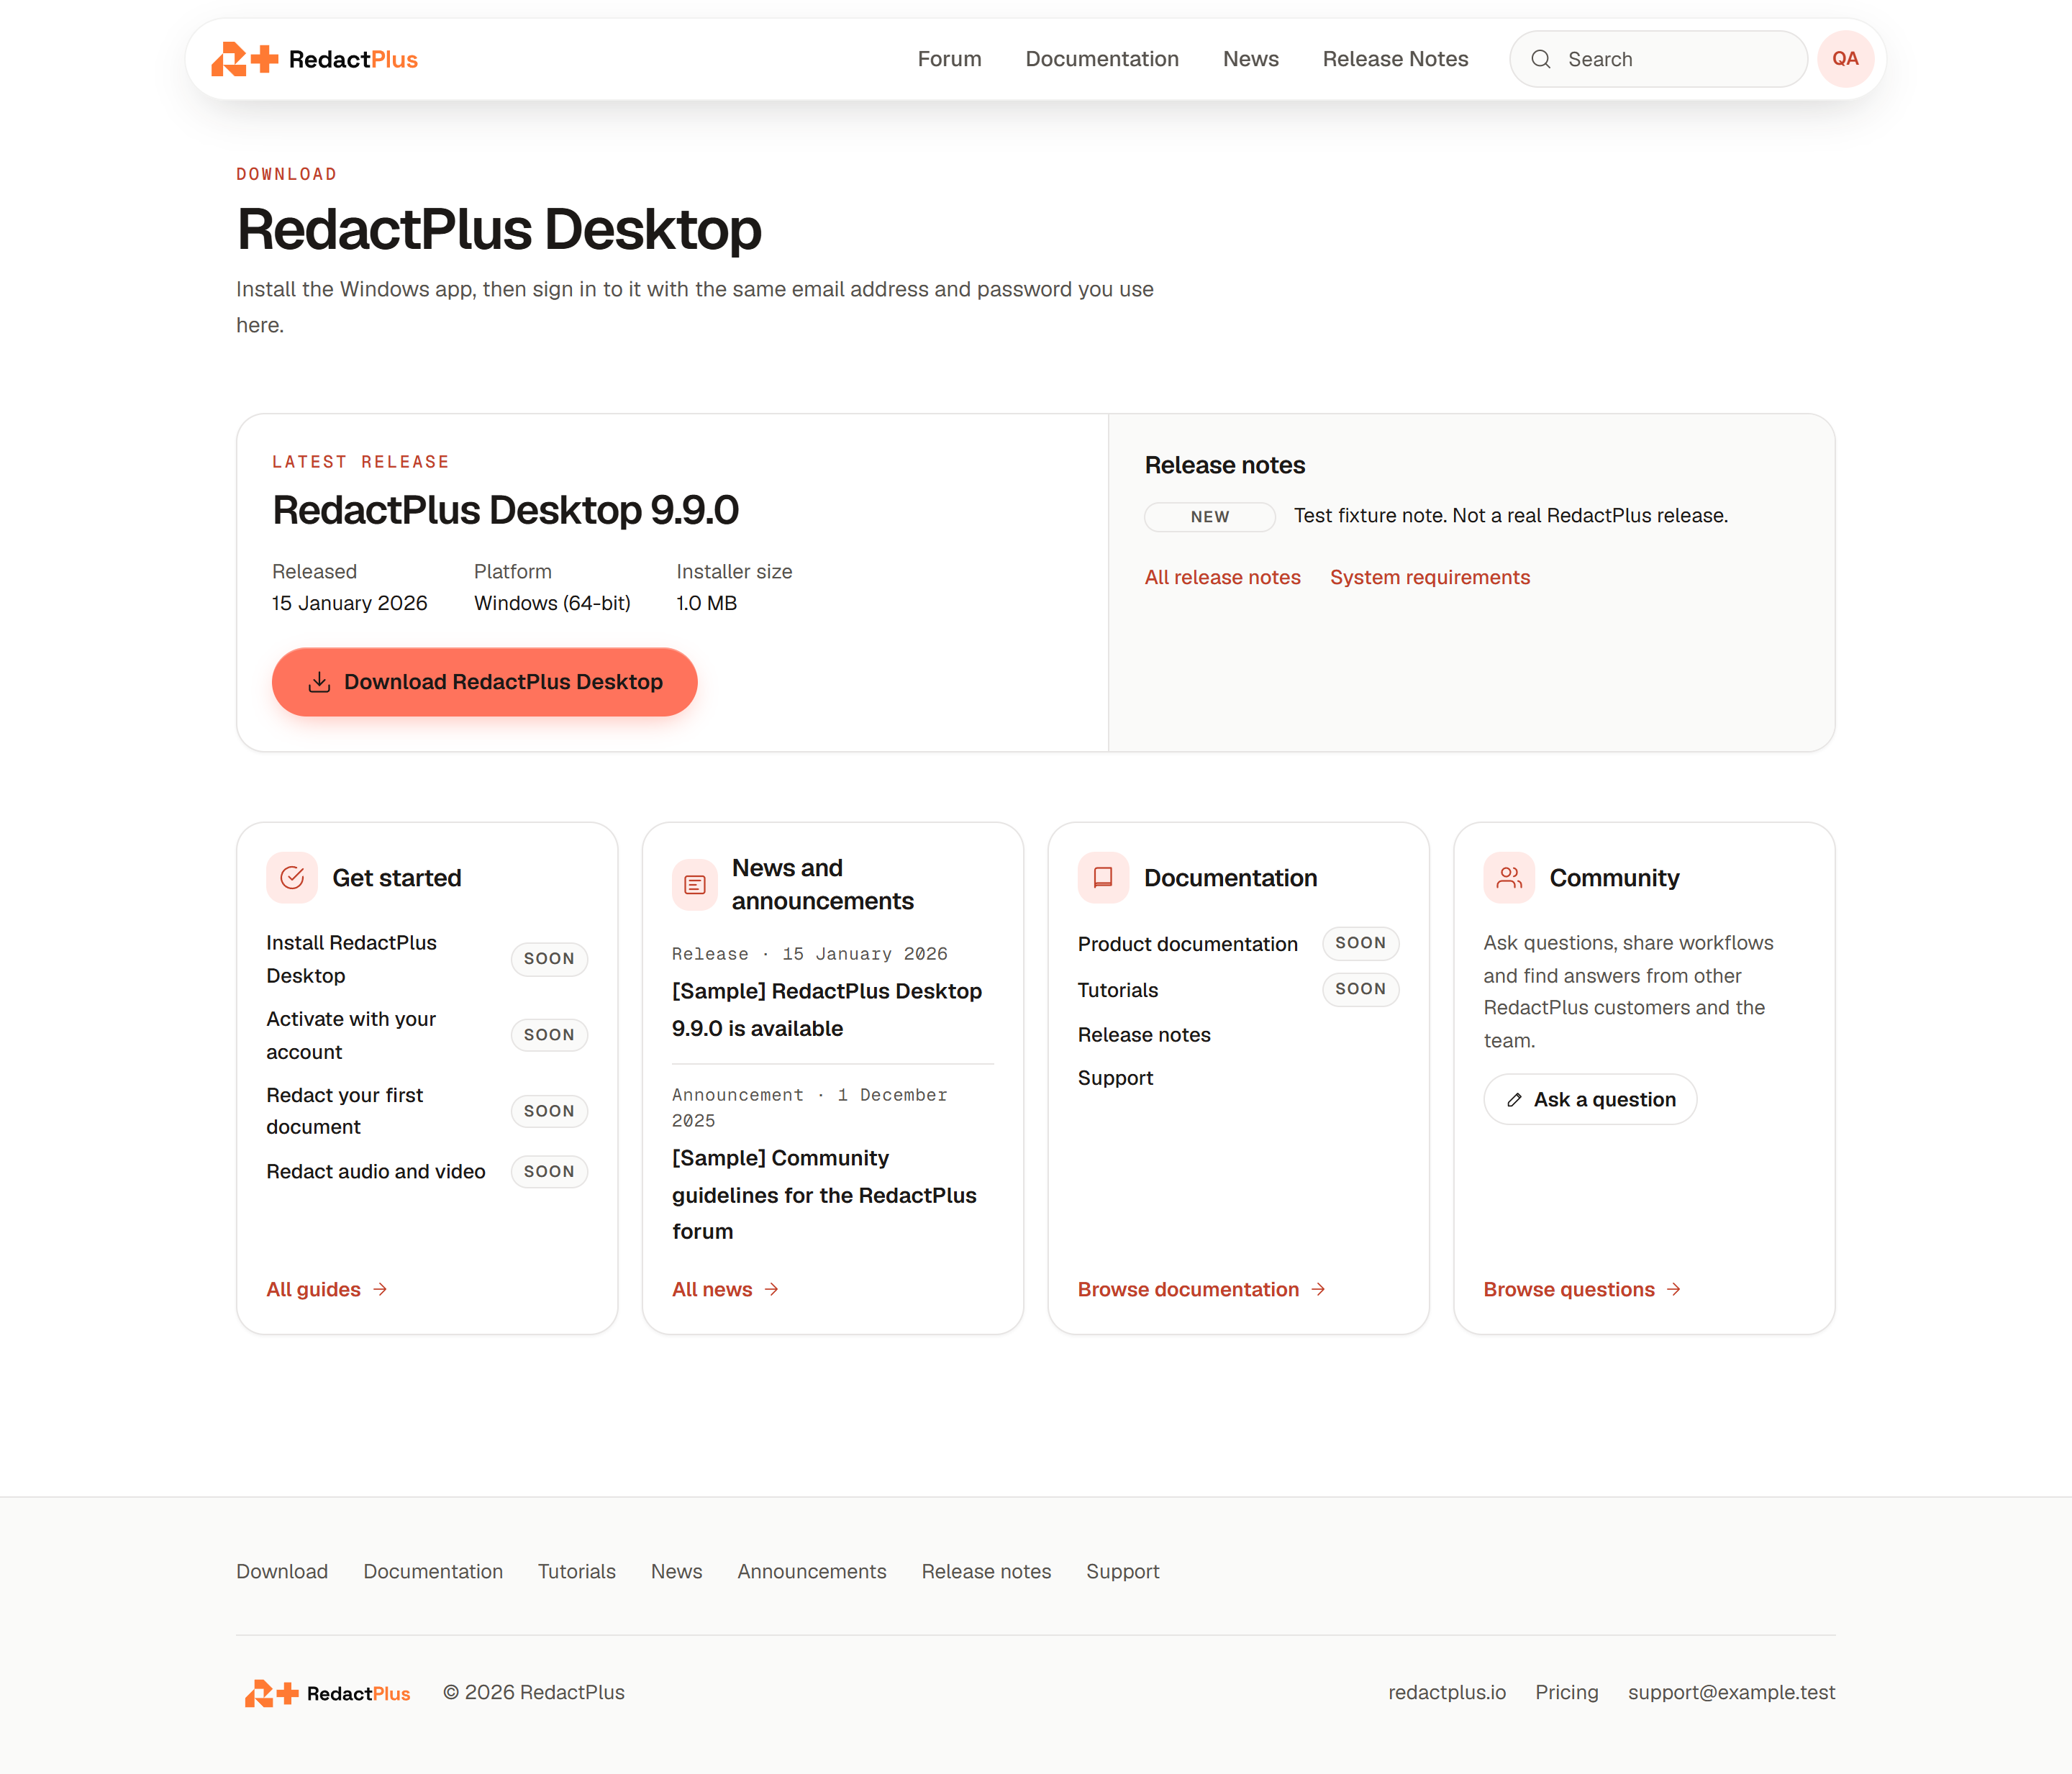 RedactPlus
Forum
Documentation
News
Release Notes
Search
QA
DOWNLOAD
RedactPlus Desktop
Install the Windows app, then sign in to it with the same email address and password you use
here.
LATEST RELEASE
RedactPlus Desktop 9.9.0
Released
15 January 2026
Platform
Windows (64-bit)
Installer size
1.0 MB
Download RedactPlus Desktop
Release notes
NEW
Test fixture note. Not a real RedactPlus release.
All release notes
System requirements
Get started
Install RedactPlus
Desktop
SOON
Activate with your
account
SOON
Redact your first
document
SOON
Redact audio and video
SOON
All guides →
News and
announcements
Release · 15 January 2026
[Sample] RedactPlus Desktop
9.9.0 is available
Announcement · 1 December
2025
[Sample] Community
guidelines for the RedactPlus
forum
All news →
Documentation
Product documentation
SOON
Tutorials
SOON
Release notes
Support
Browse documentation →
Community
Ask questions, share workflows
and find answers from other
RedactPlus customers and the
team.
Ask a question
Browse questions →
Download
Documentation
Tutorials
News
Announcements
Release notes
Support
RedactPlus
© 2026 RedactPlus
redactplus.io
Pricing
support@example.test